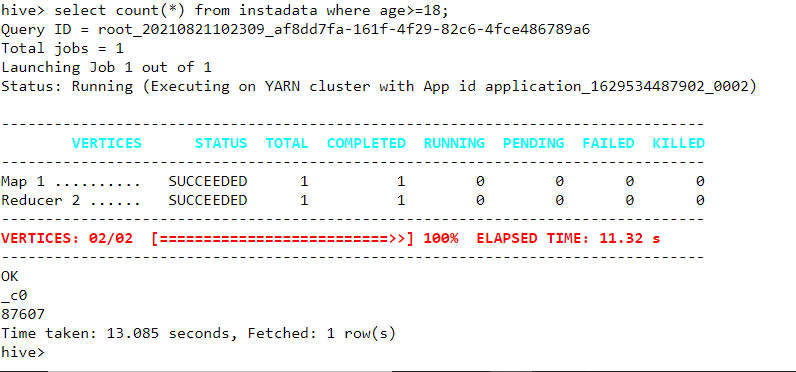 hive> select count(*) from instadata where age>=18;
Query ID = root_20210821102309_af8dd7fa-161f-4f29-82c6-4fce486789a6
Total jobs = 1
Launching Job 1 out of 1
Status: Running (Executing on YARN cluster with App id application_1629534487902_0002)
--------------------------------------------------------------------------------
        VERTICES      STATUS  TOTAL  COMPLETED  RUNNING  PENDING  FAILED  KILLED
--------------------------------------------------------------------------------
Map 1 ..........   SUCCEEDED      1          1        0        0       0       0
Reducer 2 ......   SUCCEEDED      1          1        0        0       0       0
--------------------------------------------------------------------------------
VERTICES: 02/02  [==========================>>] 100%  ELAPSED TIME: 11.32 s
--------------------------------------------------------------------------------
OK
_c0
87607
Time taken: 13.085 seconds, Fetched: 1 row(s)
hive>